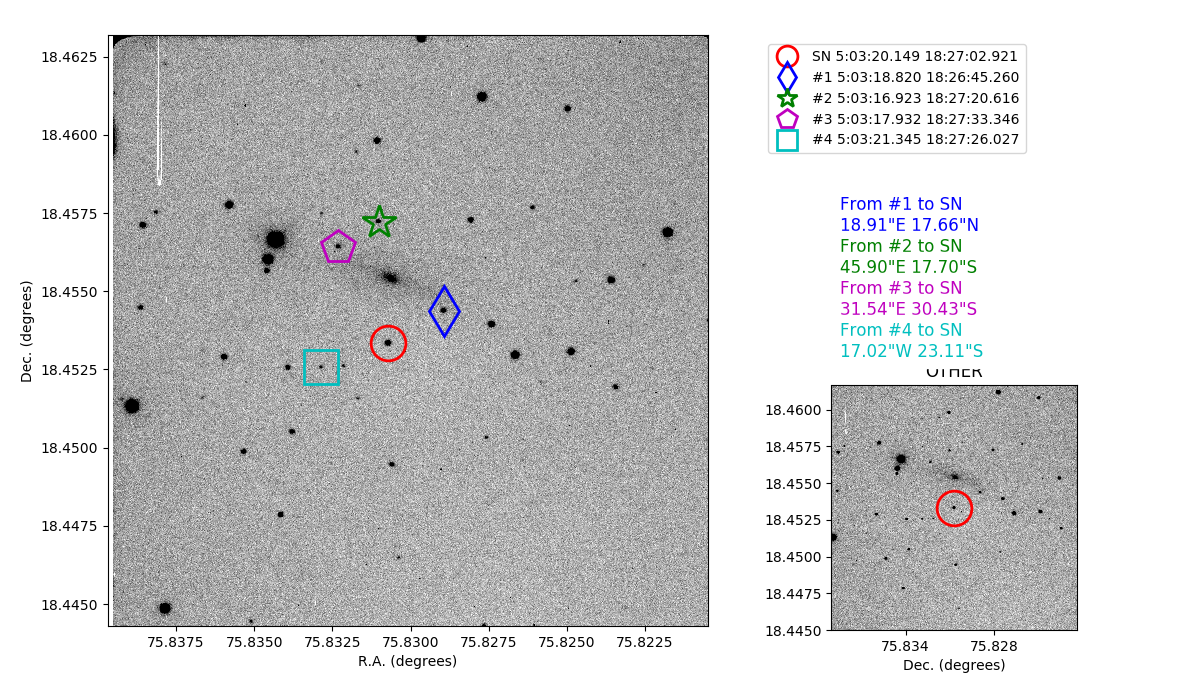 18.4625
18.4600
18.4575
18.4550
18.4525
18.4500
18.4475
18.4450
Dec. (degrees)
75.8375 75.8350 75.8325 75.8300 75.8275 75.8250 75.8225
R.A. (degrees)
SN 5:03:20.149 18:27:02.921
#1 5:03:18.820 18:26:45.260
#2 5:03:16.923 18:27:20.616
#3 5:03:17.932 18:27:33.346
#4 5:03:21.345 18:27:26.027
From #1 to SN
18.91"E 17.66"N
From #2 to SN
45.90"E 17.70"S
From #3 to SN
31.54"E 30.43"S
From #4 to SN
17.02"W 23.11"S
OTHER
18.4600
18.4575
18.4550
18.4525
18.4500
18.4475
18.4450
75.834 75.828
Dec. (degrees)